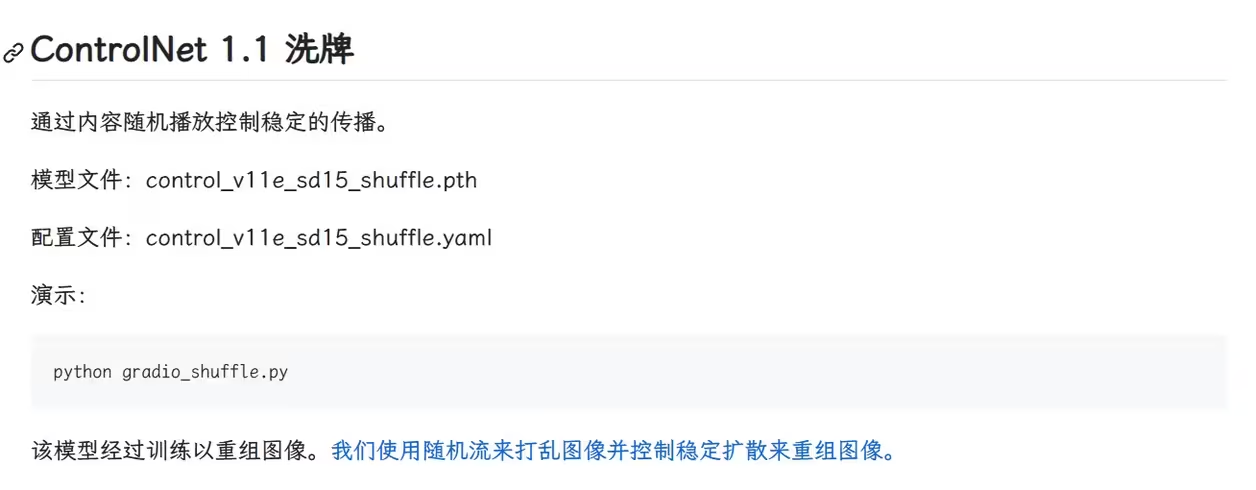 ControlNet 1.1 洗牌
通过内容随机播放控制稳定的传播。
模型文件：control_v11e_sd15_shuffle.pth
配置文件：control_v11e_sd15_shuffle.yaml
演示：
python gradio_shuffle.py
该模型经过训练以重组图像。我们使用随机流来打乱图像并控制稳定扩散来重组图像。